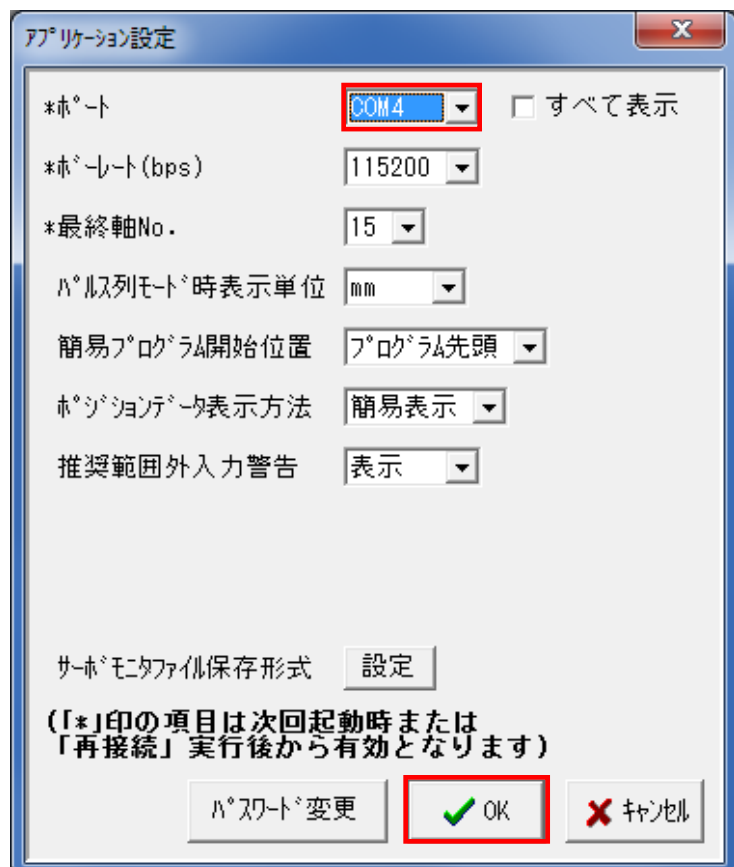 ｱﾌﾟﾘｹｰｼｮﾝ設定
*ﾎﾟｰﾄ COM4 すべて表示
*ﾎﾞｰﾚｰﾄ(bps) 115200
*最終軸No. 15
ﾊﾟﾙｽ列ﾓｰﾄﾞ時表示単位 mm
簡易ﾌﾟﾛｸﾞﾗﾑ開始位置 ﾌﾟﾛｸﾞﾗﾑ先頭
ﾎﾟｼﾞｼｮﾝﾃﾞｰﾀ表示方法 簡易表示
推奨範囲外入力警告 表示
ｻｰﾎﾞﾓﾆﾀﾌｧｲﾙ保存形式 設定
(｢*｣印の項目は次回起動時または
｢再接続｣実行後から有効となります)
ﾊﾟｽﾜｰﾄﾞ変更 OK ｷｬﾝｾﾙ